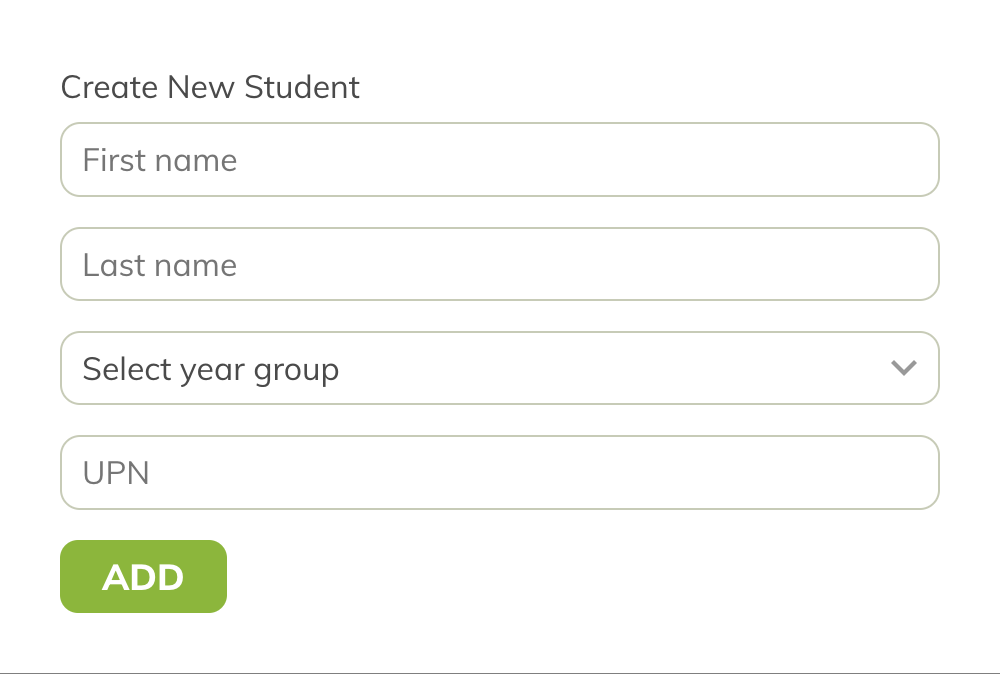 Create New Student
First name
Last name
Select year group
UPN
ADD